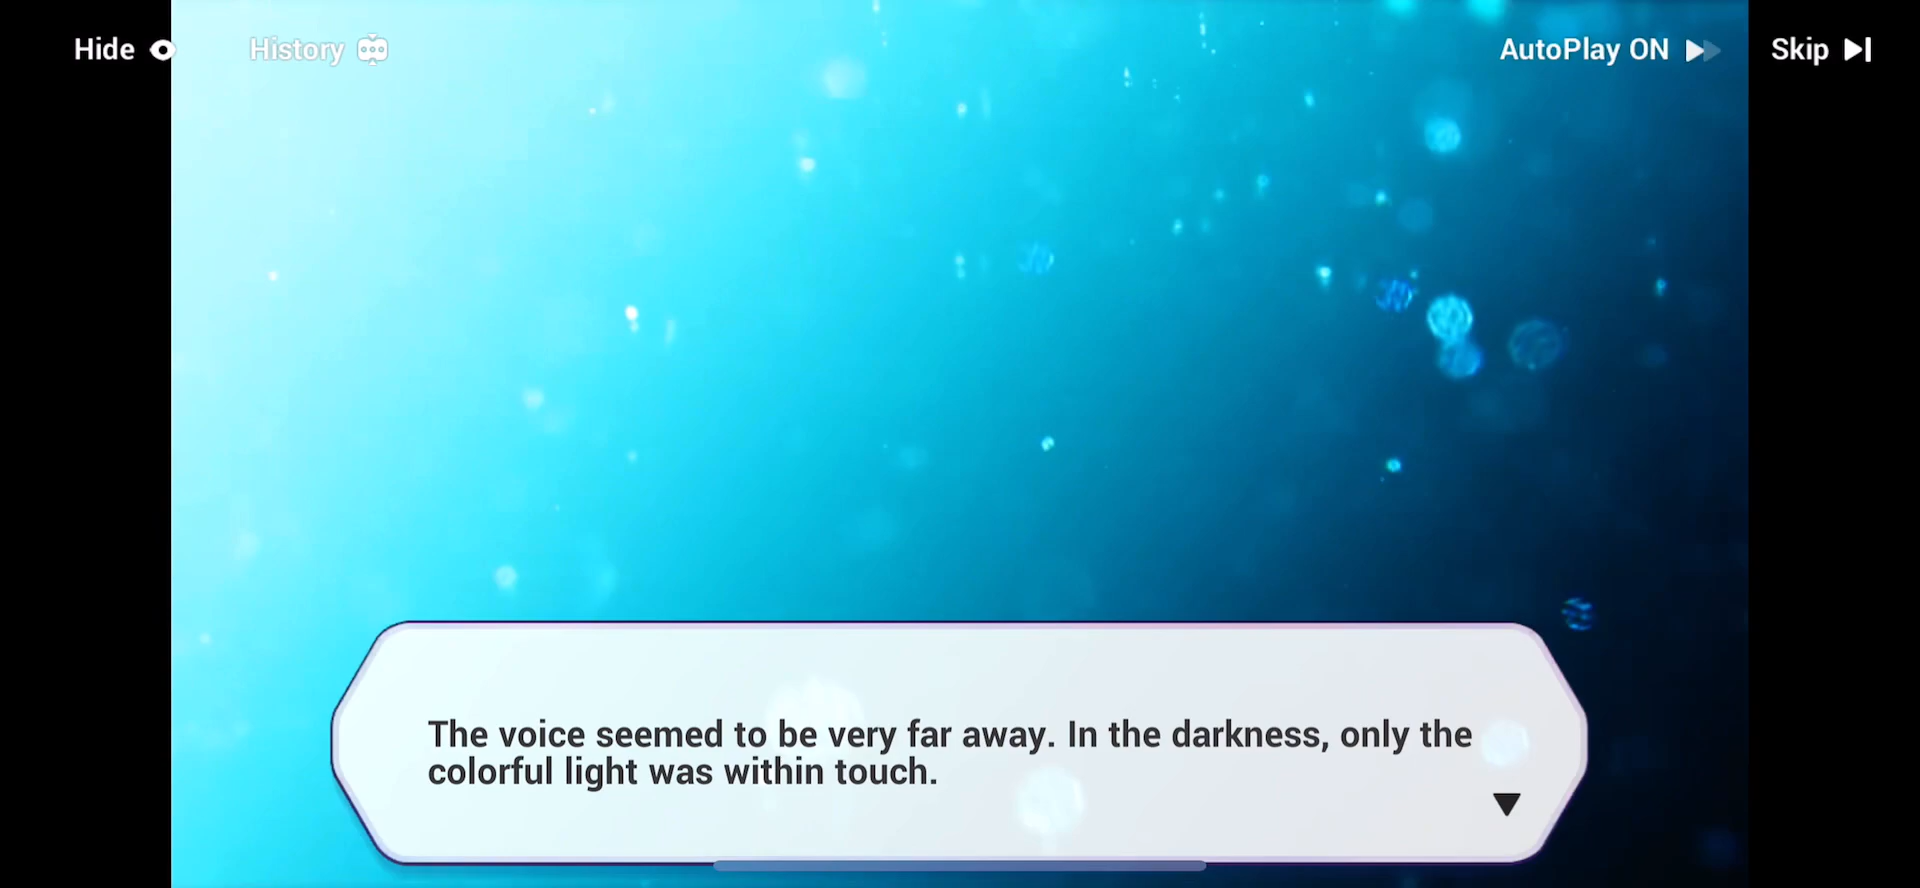 Hide
History
AutoPlay ON
Skip
The voice seemed to be very far away. In the darkness, only the
colorful light was within touch.